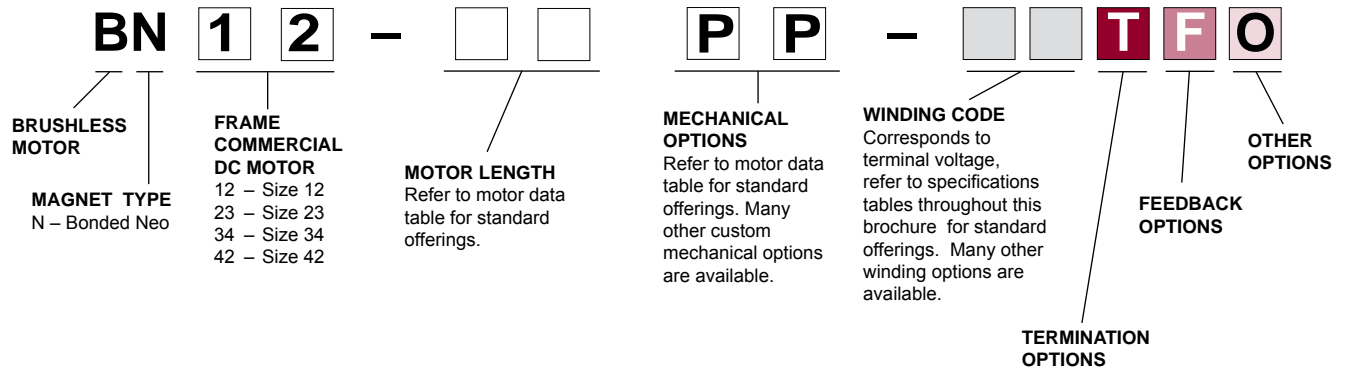 BN 12 – PP – TFO
BRUSHLESS
MOTOR
MAGNET TYPE
N – Bonded Neo
FRAME
COMMERCIAL
DC MOTOR
12 – Size 12
23 – Size 23
34 – Size 34
42 – Size 42
MOTOR LENGTH
Refer to motor data
table for standard
offerings.
MECHANICAL
OPTIONS
Refer to motor data
table for standard
offerings. Many
other custom
mechanical options
are available.
WINDING CODE
Corresponds to
terminal voltage,
refer to specifications
tables throughout this
brochure for standard
offerings. Many other
winding options are
available.
TERMINATION
OPTIONS
FEEDBACK
OPTIONS
OTHER
OPTIONS